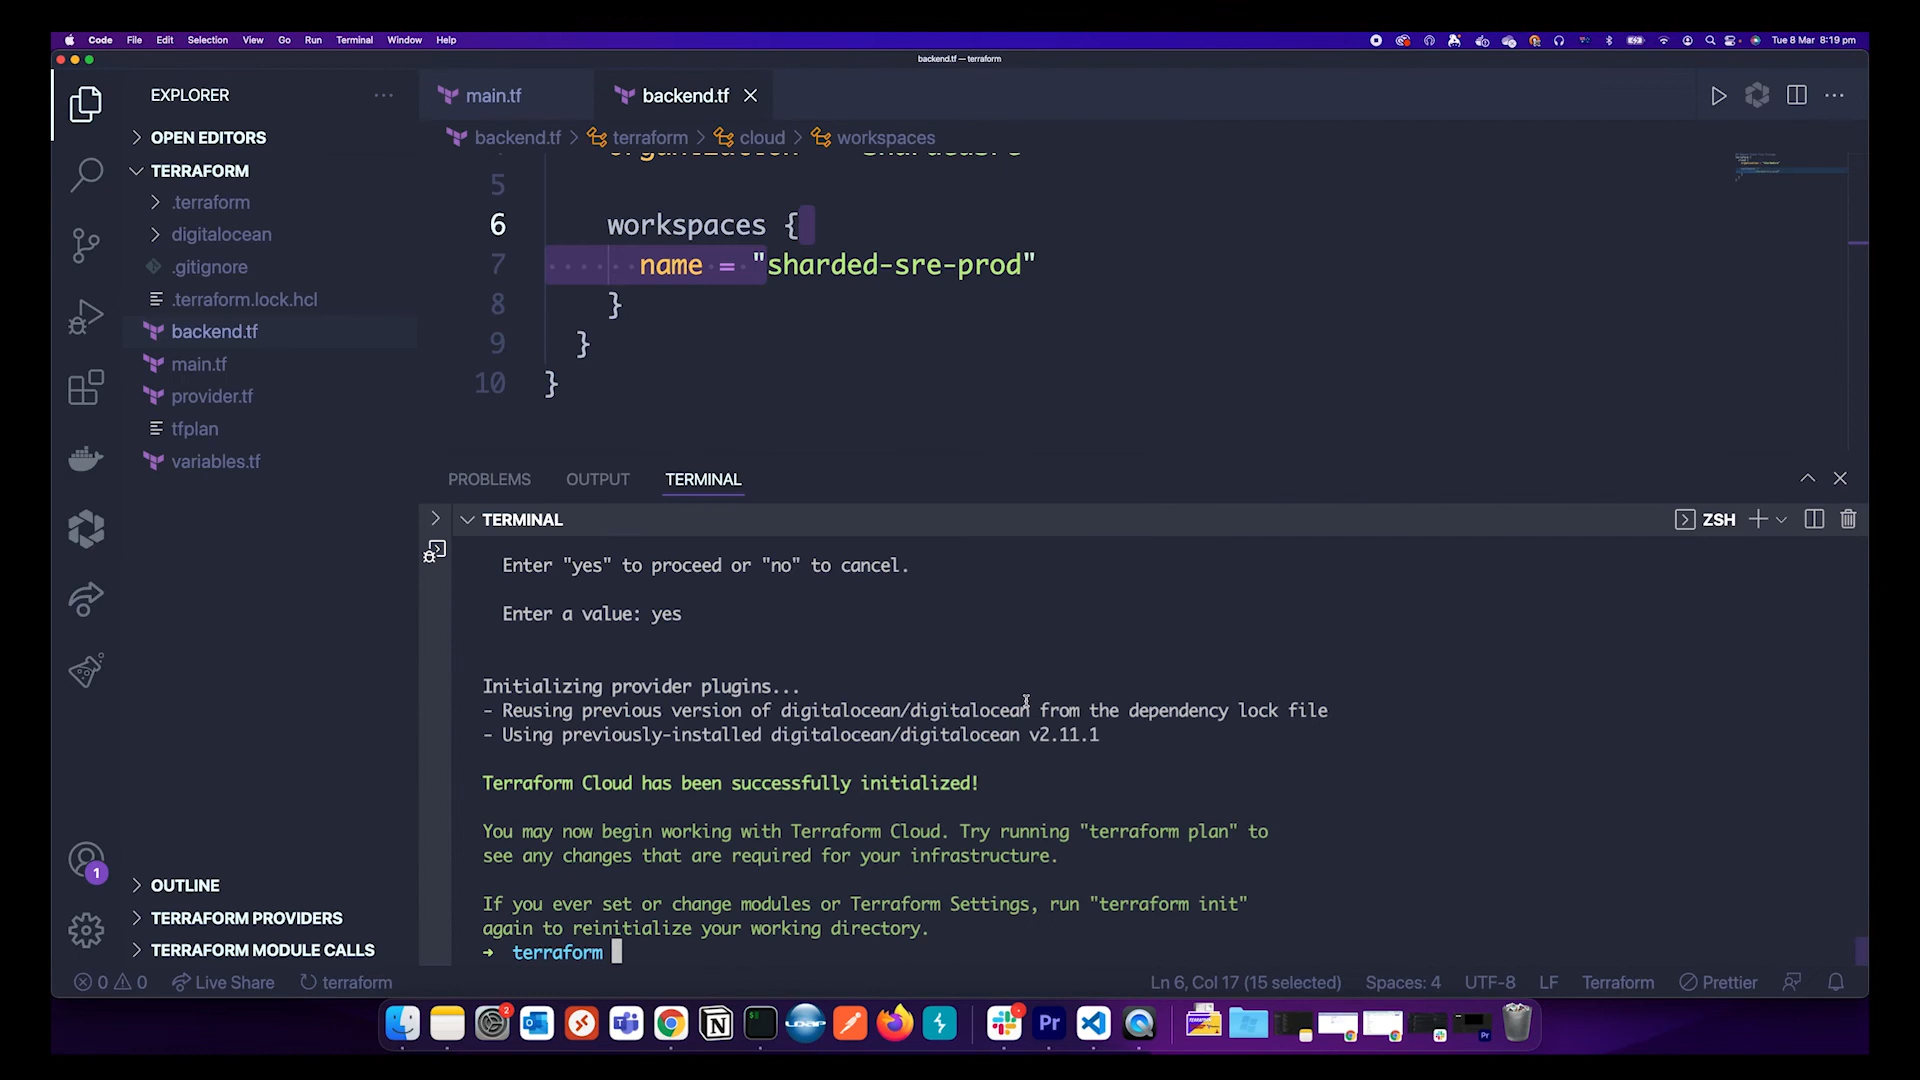 Code File Edit Selection View Go Run Terminal Window Help
Tue 8 Mar 8:19 pm
backend.tf — terraform
EXPLORER
OPEN EDITORS
TERRAFORM
.terraform
digitalocean
.gitignore
.terraform.lock.hcl
backend.tf
main.tf
provider.tf
tfplan
variables.tf
OUTLINE
TERRAFORM PROVIDERS
TERRAFORM MODULE CALLS
1
main.tf backend.tf
backend.tf > terraform > cloud > workspaces
5
6 workspaces {
7 name = "sharded-sre-prod"
8 }
9 }
10 }
PROBLEMS OUTPUT TERMINAL
TERMINAL ZSH
Enter "yes" to proceed or "no" to cancel.
Enter a value: yes
Initializing provider plugins...
- Reusing previous version of digitalocean/digitalocean from the dependency lock file
- Using previously-installed digitalocean/digitalocean v2.11.1
Terraform Cloud has been successfully initialized!
You may now begin working with Terraform Cloud. Try running "terraform plan" to
see any changes that are required for your infrastructure.
If you ever set or change modules or Terraform Settings, run "terraform init"
again to reinitialize your working directory.
→ terraform
0 0 Live Share terraform Ln 6, Col 17 (15 selected) Spaces: 4 UTF-8 LF Terraform Prettier
2
LDAP
Pr